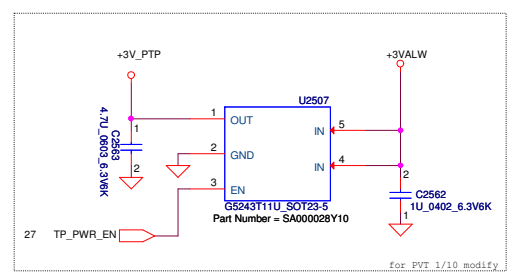 +3V_PTP
+3VALW
U2507
1
OUT
IN
5
2
GND
IN
4
3
EN
G5243T11U_SOT23-5
Part Number = SA000028Y10
C2563
4.7U_0603_6.3V6K
1
2
2
C2562
1U_0402_6.3V6K
1
27
TP_PWR_EN
for PVT 1/10 modify